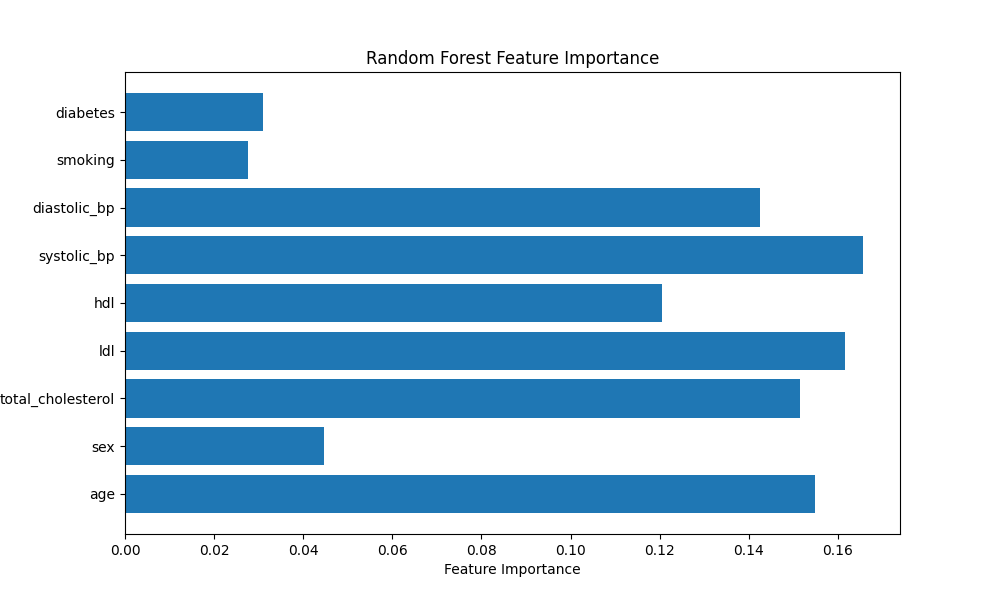 Random Forest Feature Importance
diabetes
smoking
diastolic_bp
systolic_bp
hdl
ldl
total_cholesterol
sex
age
0.00 0.02 0.04 0.06 0.08 0.10 0.12 0.14 0.16
Feature Importance